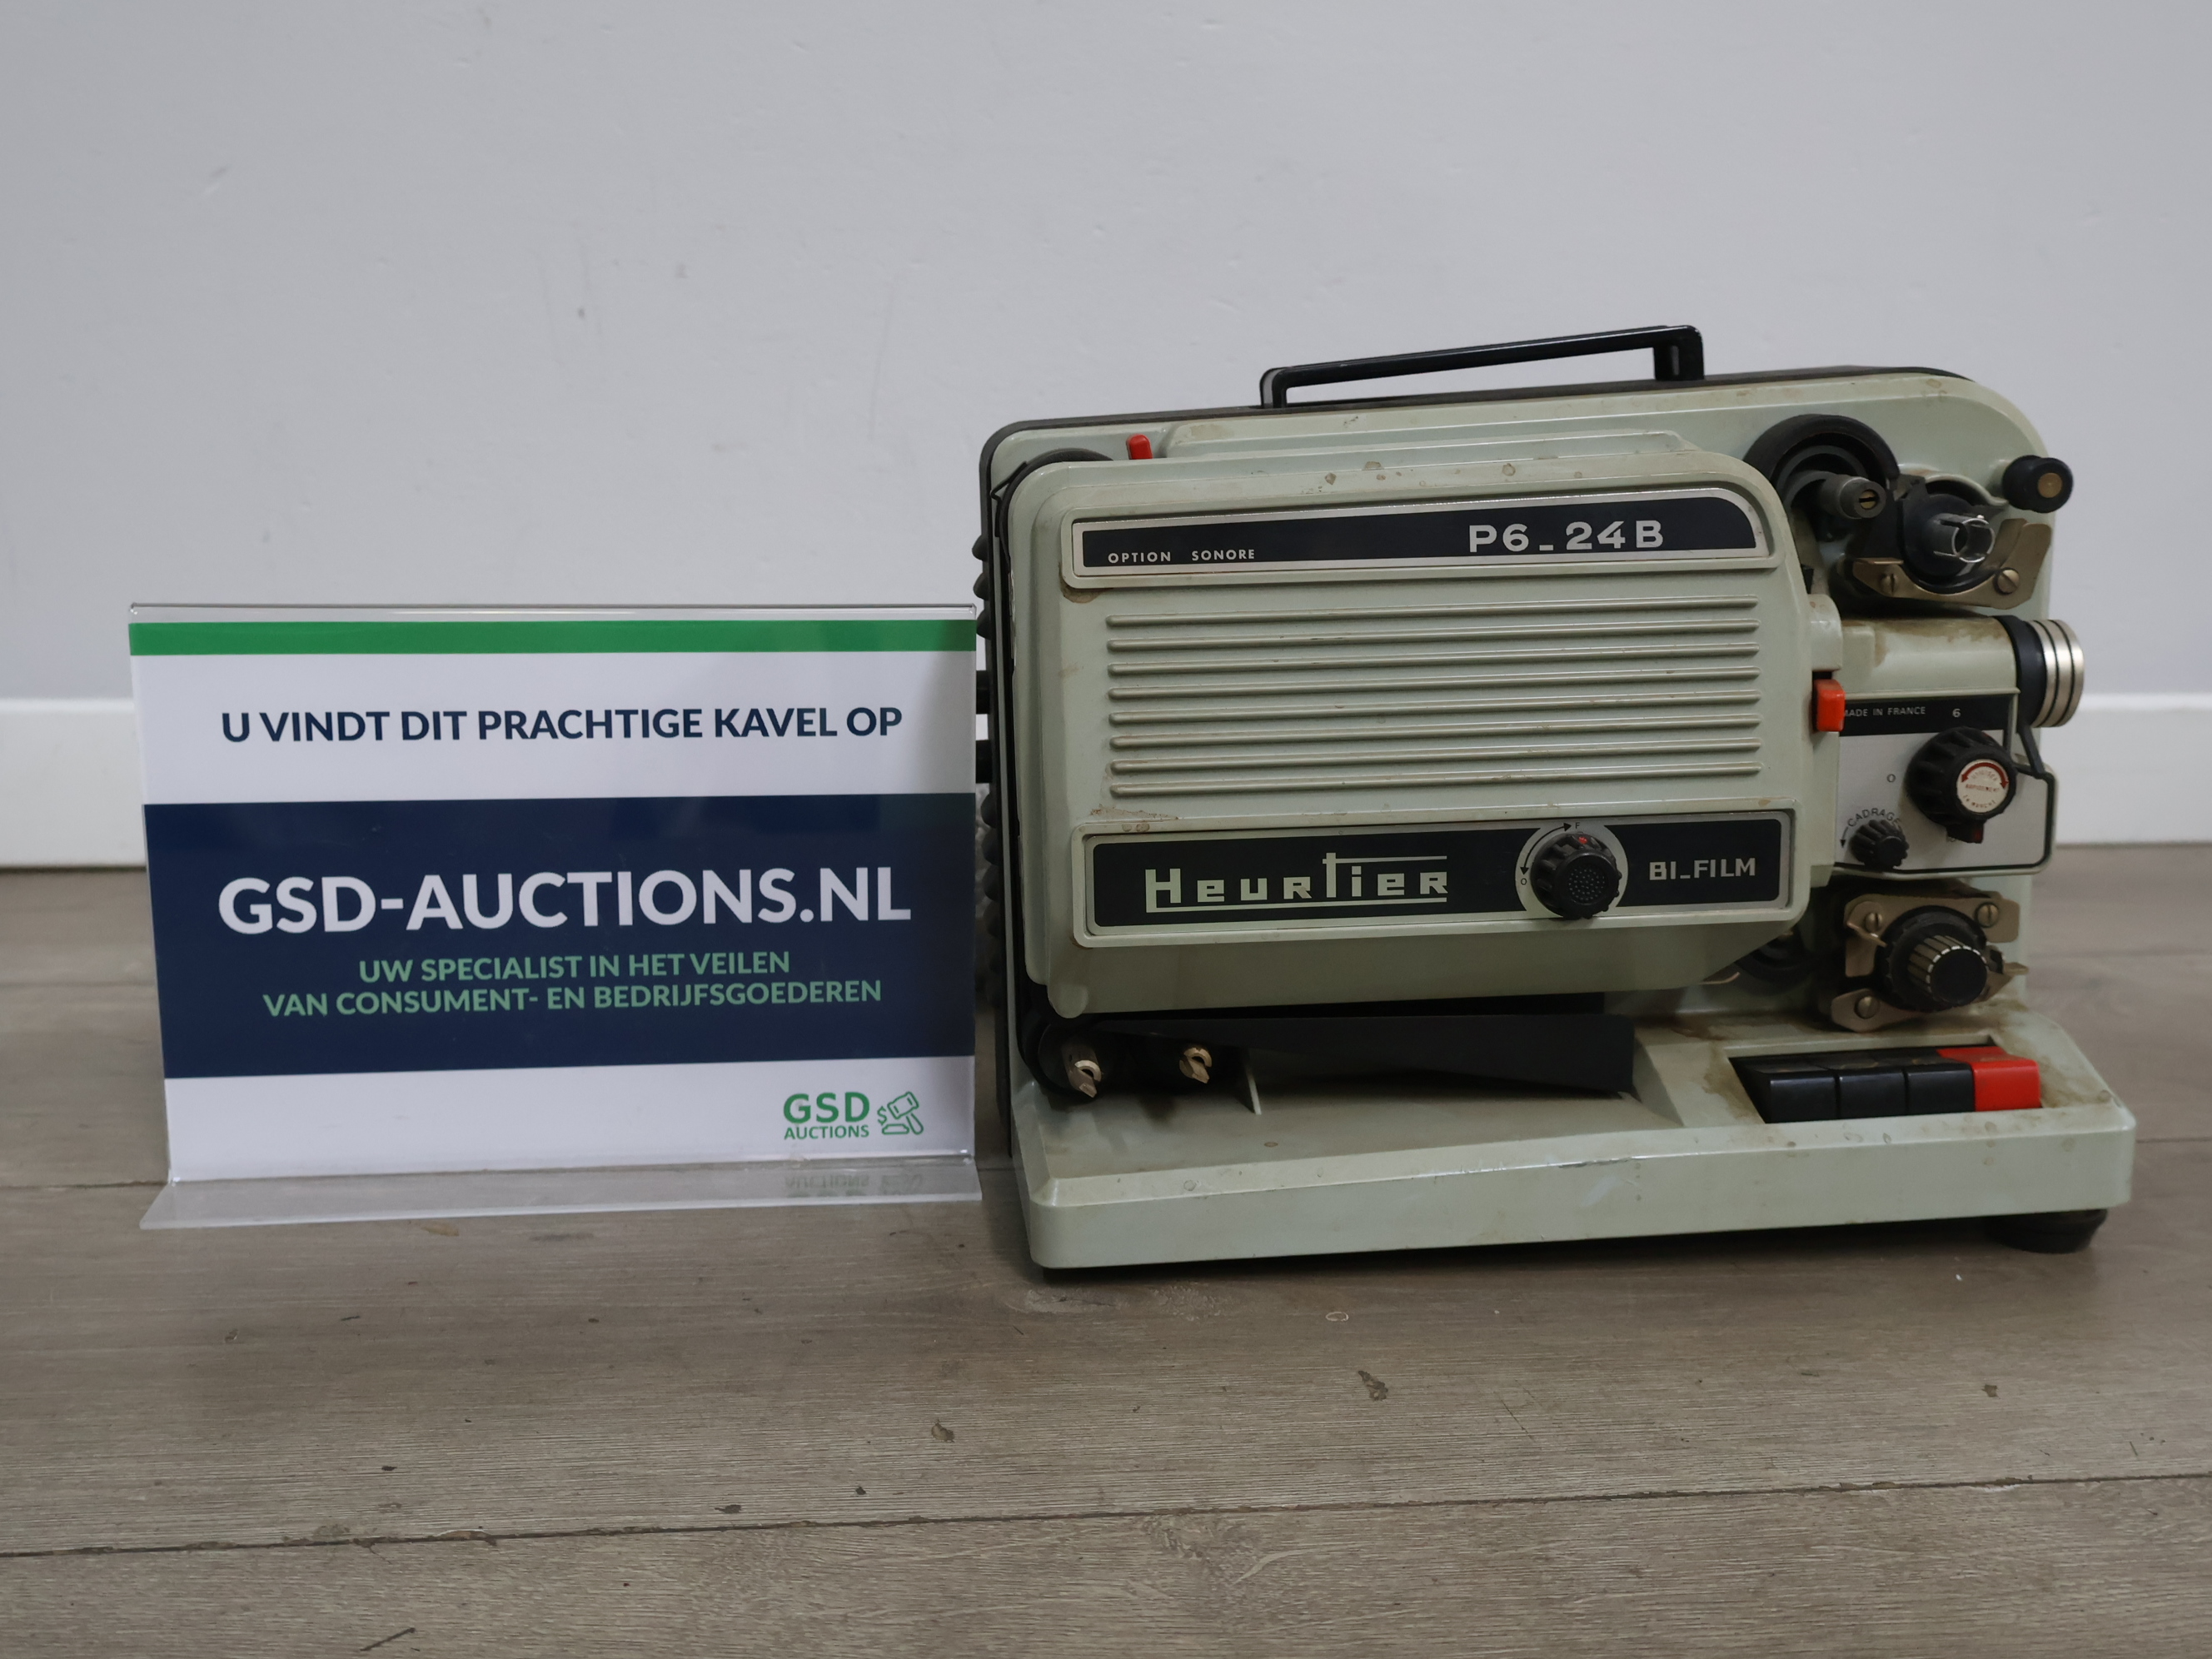 U VINDT DIT PRACHTIGE KAVEL OP
GSD-AUCTIONS.NL
UW SPECIALIST IN HET VEILEN
VAN CONSUMENT- EN BEDRIJFSGOEDEREN
GSD
AUCTIONS
OPTION SONORE
P6_24B
MADE IN FRANCE 6
O
CADRAGE
HEURTIER
O
F
BI_FILM